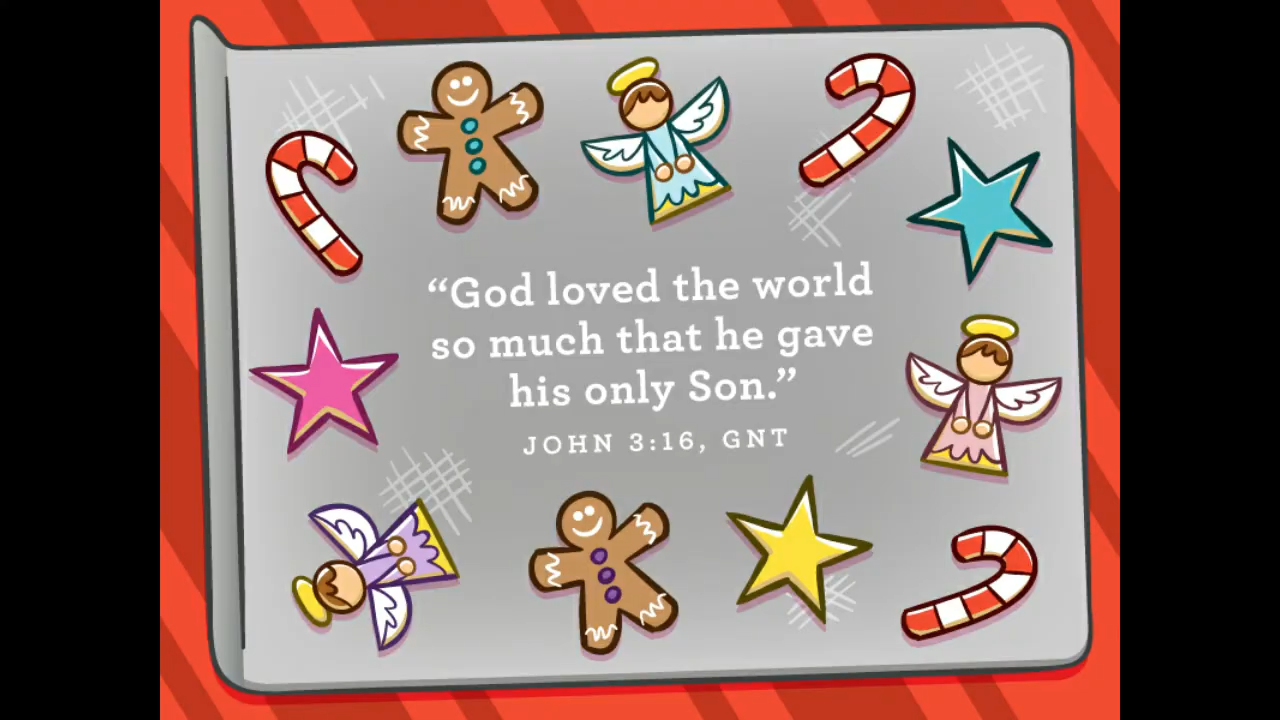 “God loved the world
so much that he gave
his only Son.”
JOHN 3:16, GNT